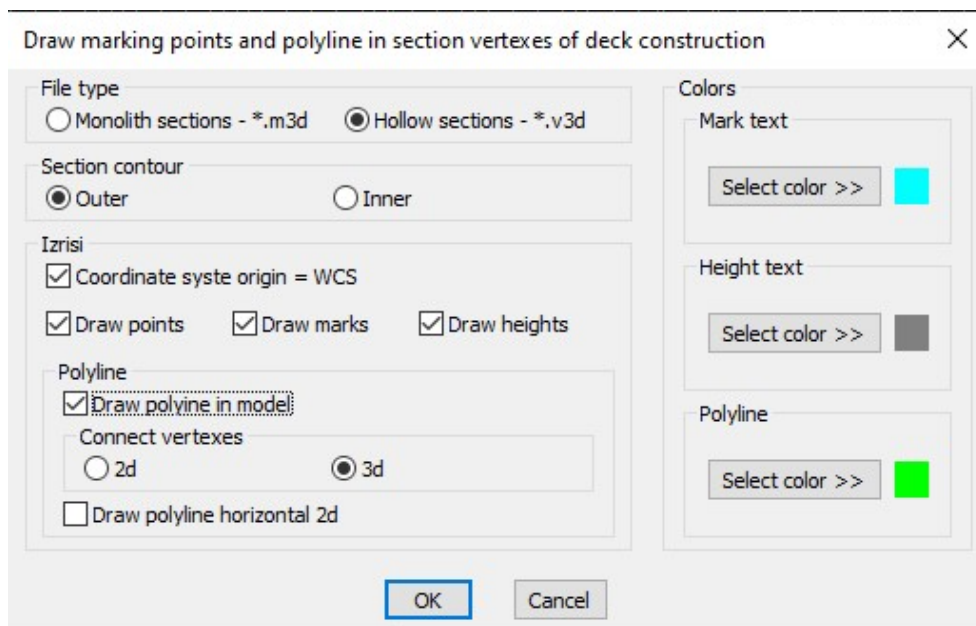 Draw marking points and polyline in section vertexes of deck construction
File type
Monolith sections - *.m3d
Hollow sections - *.v3d
Section contour
Outer
Inner
Izrisi
Coordinate syste origin = WCS
Draw points
Draw marks
Draw heights
Polyline
Draw polyine in model
Connect vertexes
2d
3d
Draw polyline horizontal 2d
Colors
Mark text
Select color >>
Height text
Select color >>
Polyline
Select color >>
OK
Cancel